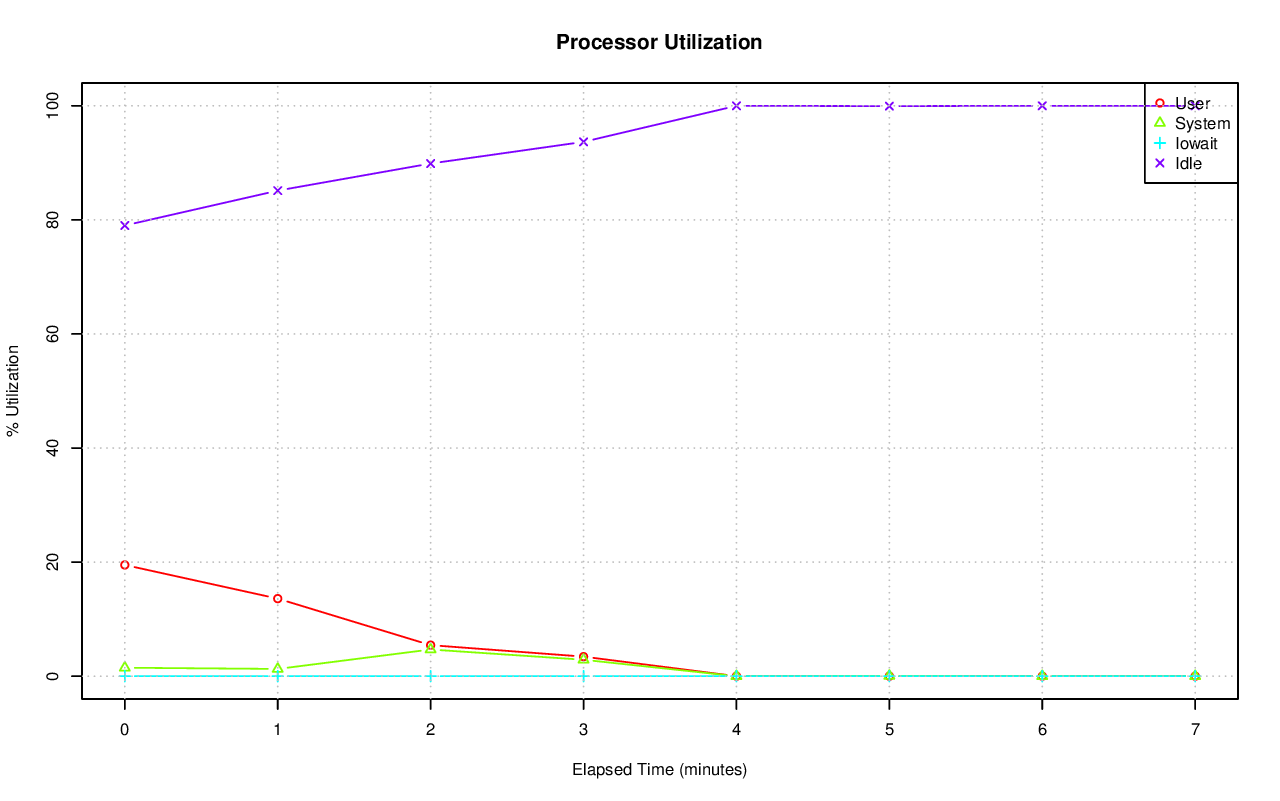 Processor Utilization
100
80
60
40
20
0
% Utilization
User
System
Iowait
Idle
0 1 2 3 4 5 6 7
Elapsed Time (minutes)